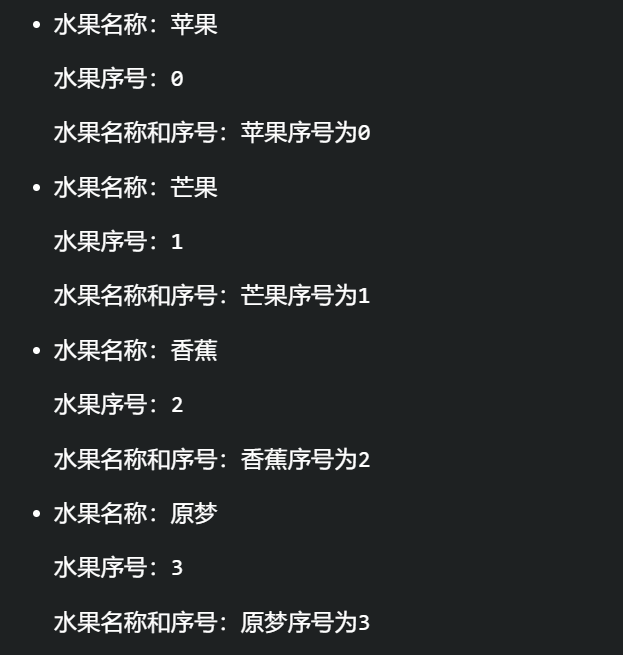 水果名称：苹果
水果序号：0
水果名称和序号：苹果序号为0
水果名称：芒果
水果序号：1
水果名称和序号：芒果序号为1
水果名称：香蕉
水果序号：2
水果名称和序号：香蕉序号为2
水果名称：原梦
水果序号：3
水果名称和序号：原梦序号为3